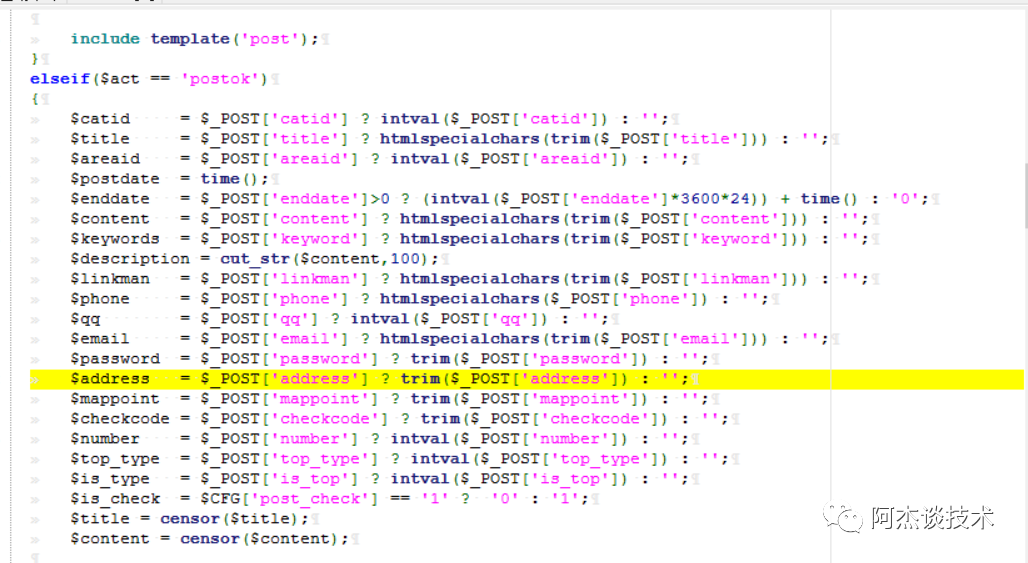 include template('post');
}
elseif($act == 'postok')
{
$catid = $_POST['catid'] ? intval($_POST['catid']) : '';
$title = $_POST['title'] ? htmlspecialchars(trim($_POST['title'])) : '';
$areaid = $_POST['areaid'] ? intval($_POST['areaid']) : '';
$postdate = time();
$enddate = $_POST['enddate']>0 ? (intval($_POST['enddate']*3600*24)) + time() : '0';
$content = $_POST['content'] ? htmlspecialchars(trim($_POST['content'])) : '';
$keywords = $_POST['keyword'] ? htmlspecialchars(trim($_POST['keyword'])) : '';
$description = cut_str($content,100);
$linkman = $_POST['linkman'] ? htmlspecialchars(trim($_POST['linkman'])) : '';
$phone = $_POST['phone'] ? htmlspecialchars($_POST['phone']) : '';
$qq = $_POST['qq'] ? intval($_POST['qq']) : '';
$email = $_POST['email'] ? htmlspecialchars(trim($_POST['email'])) : '';
$password = $_POST['password'] ? trim($_POST['password']) : '';
$address = $_POST['address'] ? trim($_POST['address']) : '';
$mappoint = $_POST['mappoint'] ? trim($_POST['mappoint']) : '';
$checkcode = $_POST['checkcode'] ? trim($_POST['checkcode']) : '';
$number = $_POST['number'] ? intval($_POST['number']) : '';
$top_type = $_POST['top_type'] ? intval($_POST['top_type']) : '';
$is_type = $_POST['is_top'] ? intval($_POST['is_top']) : '';
$is_check = $CFG['post_check'] == '1' ? '0' : '1';
$title = censor($title);
$content = censor($content);
阿杰谈技术